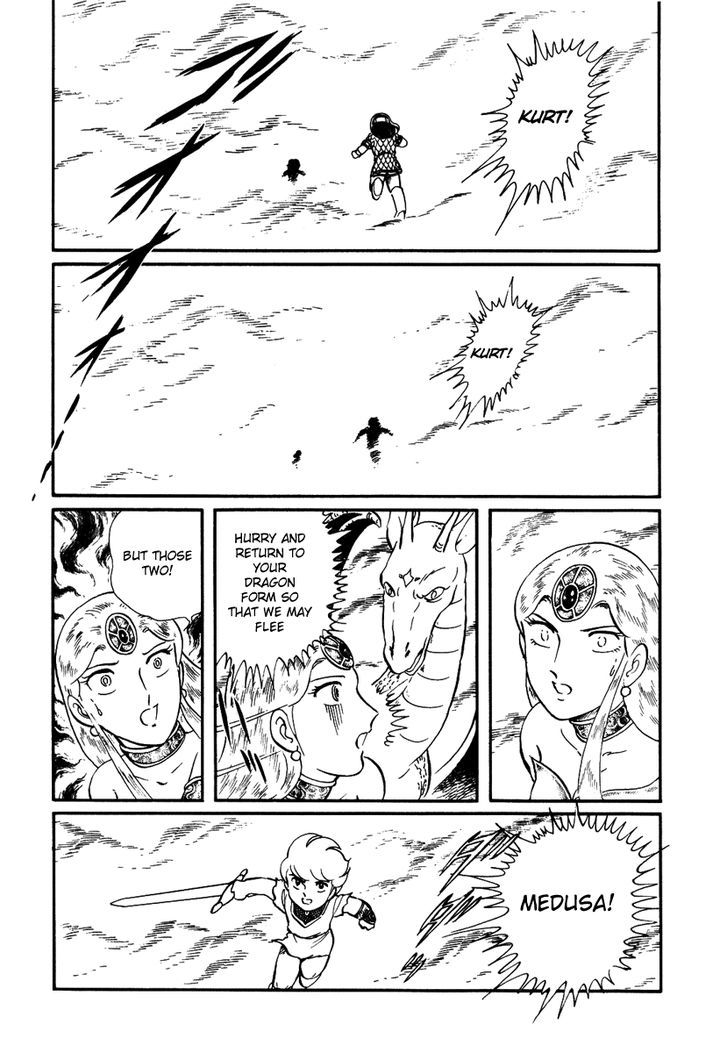 KURT!
KURT!
HURRY AND
RETURN TO
YOUR
DRAGON
FORM SO
THAT WE MAY
FLEE
BUT THOSE
TWO!
MEDUSA!